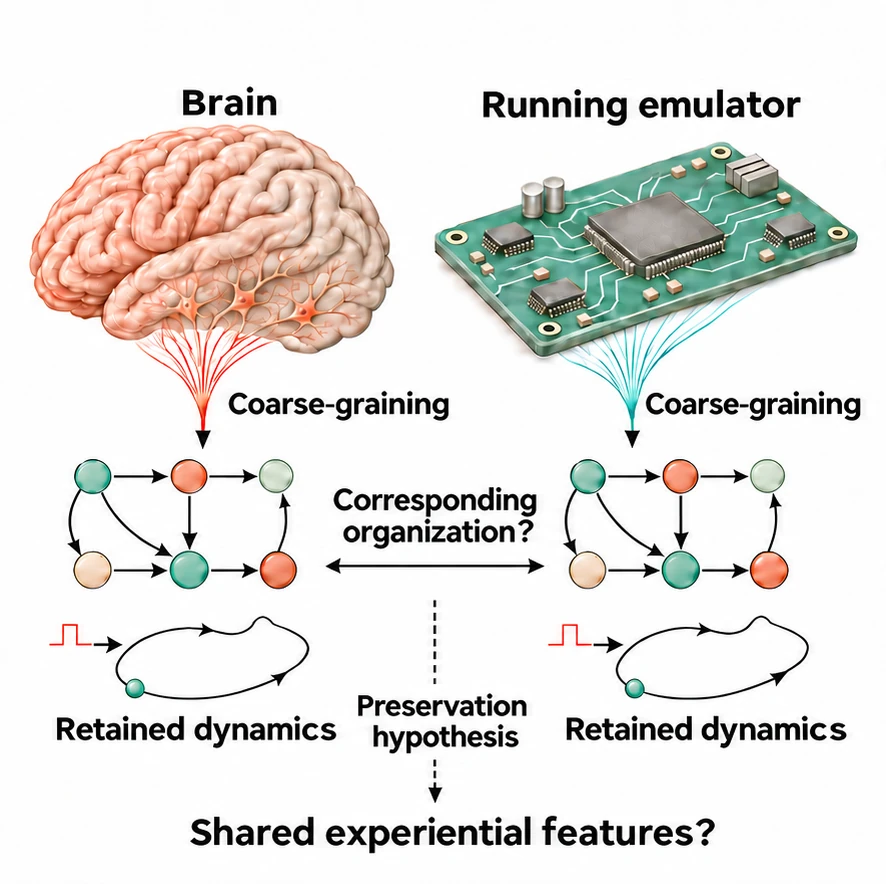 Brain
Running emulator
Coarse-graining
Coarse-graining
Corresponding
organization?
Retained dynamics
Preservation
hypothesis
Retained dynamics
Shared experiential features?